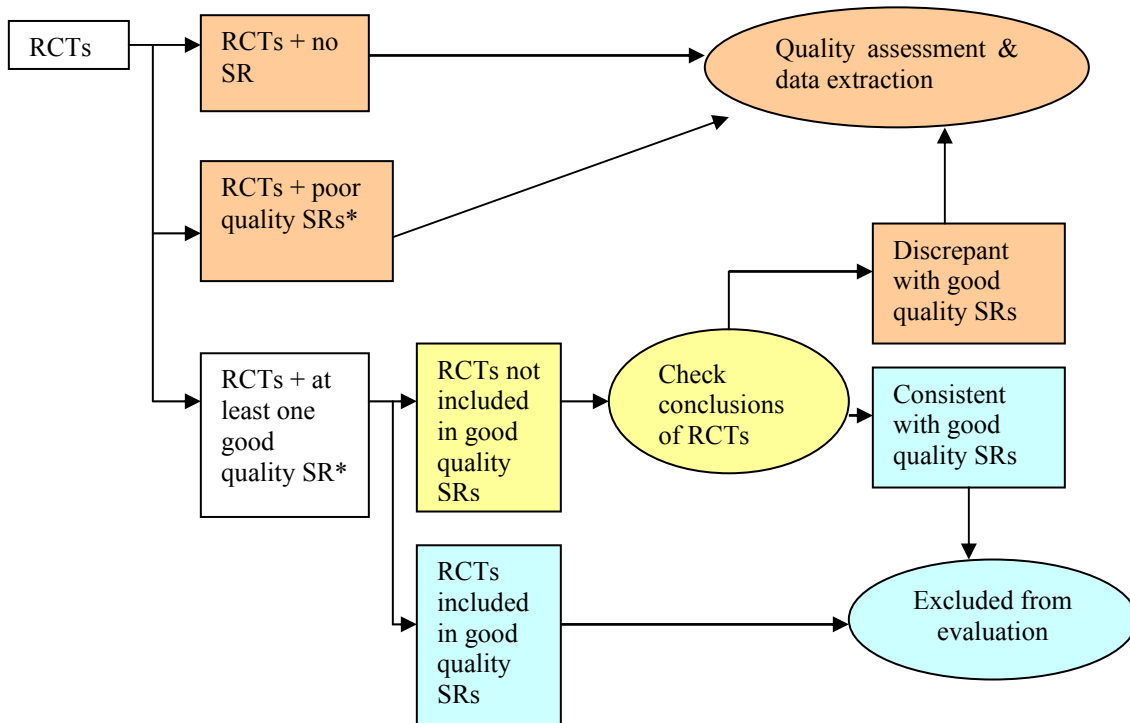 RCTs
RCTs + no
SR
Quality assessment &
data extraction
RCTs + poor
quality SRs*
Discrepant
with good
quality SRs
RCTs + at
least one
good
quality SR*
RCTs not
included
in good
quality
SRs
Check
conclusions
of RCTs
Consistent
with good
quality SRs
RCTs
included
in good
quality
SRs
Excluded from
evaluation